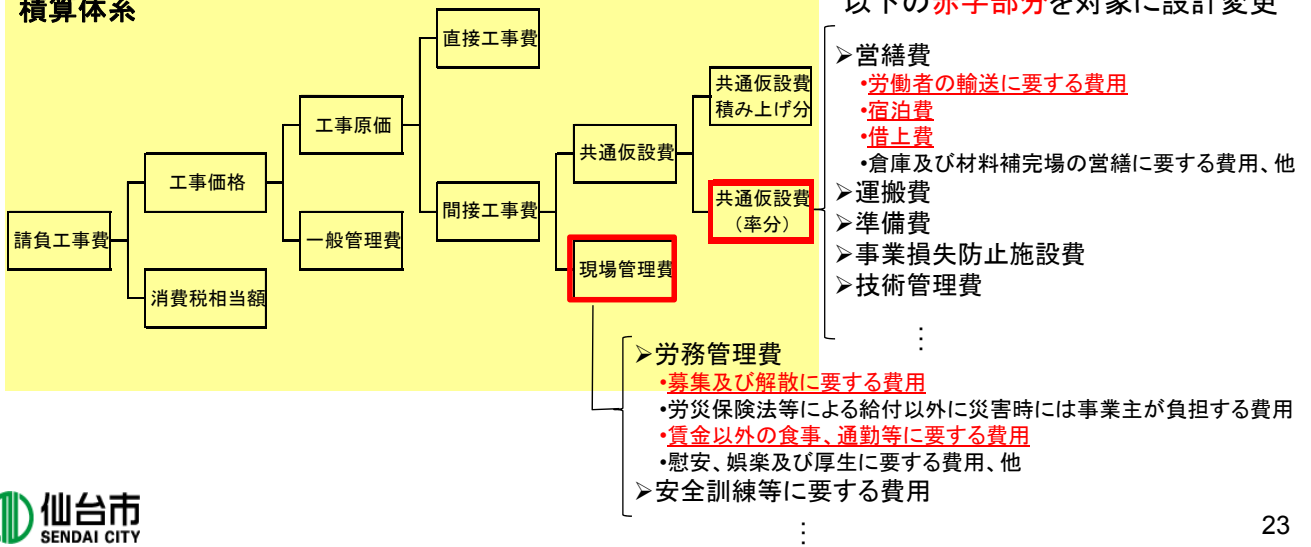 積算体系
以下の赤字部分を対象に設計変更
直接工事費
共通仮設費
積み上げ分
工事原価
共通仮設費
工事価格
共通仮設費
（率分）
間接工事費
請負工事費
一般管理費
現場管理費
消費税相当額
➢営繕費
•労働者の輸送に要する費用
•宿泊費
•借上費
•倉庫及び材料補完場の営繕に要する費用、他
➢運搬費
➢準備費
➢事業損失防止施設費
➢技術管理費
…
➢労務管理費
•募集及び解散に要する費用
•労災保険法等による給付以外に災害時には事業主が負担する費用
•賃金以外の食事、通勤等に要する費用
•慰安、娯楽及び厚生に要する費用、他
➢安全訓練等に要する費用
…
仙台市
SENDAI CITY
23